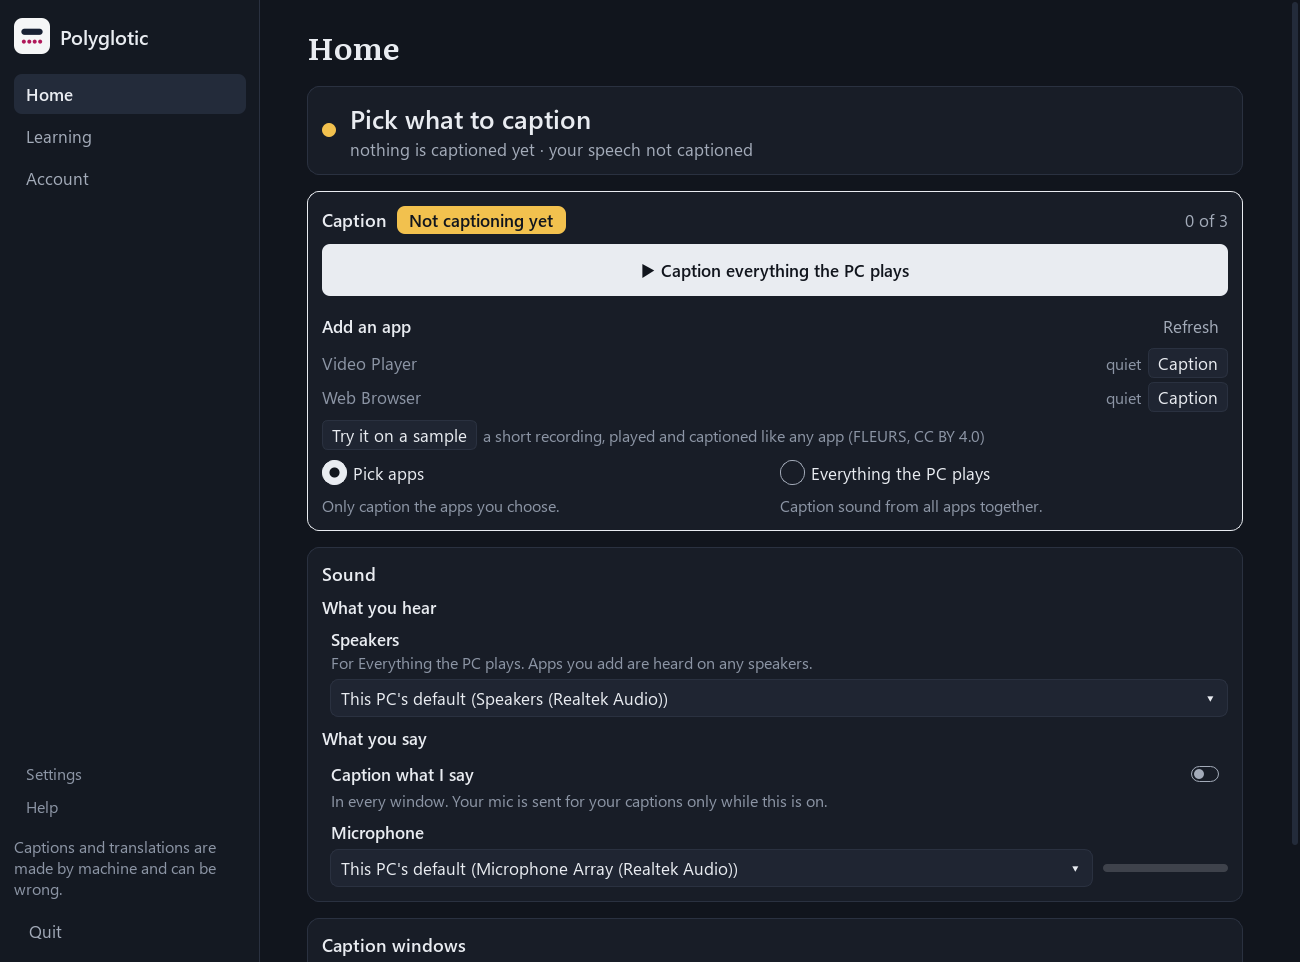 Polyglotic
Home
Learning
Account
Settings
Help
Captions and translations are
made by machine and can be
wrong.
Quit
Home
Pick what to caption
nothing is captioned yet · your speech not captioned
Caption Not captioning yet 0 of 3
▶ Caption everything the PC plays
Add an app Refresh
Video Player quiet Caption
Web Browser quiet Caption
Try it on a sample a short recording, played and captioned like any app (FLEURS, CC BY 4.0)
Pick apps Everything the PC plays
Only caption the apps you choose. Caption sound from all apps together.
Sound
What you hear
Speakers
For Everything the PC plays. Apps you add are heard on any speakers.
This PC's default (Speakers (Realtek Audio))
What you say
Caption what I say
In every window. Your mic is sent for your captions only while this is on.
Microphone
This PC's default (Microphone Array (Realtek Audio))
Caption windows